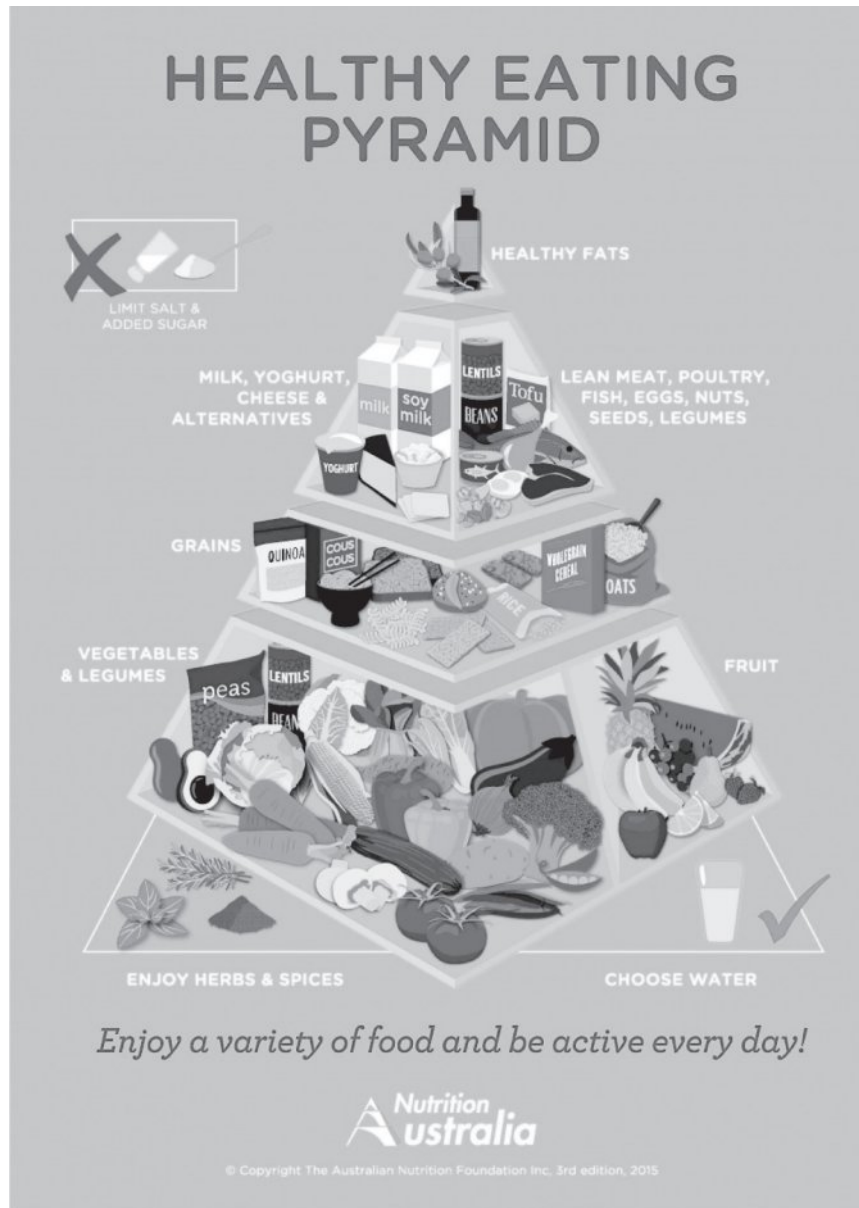 HEALTHY EATING
PYRAMID
HEALTHY FATS
LIMIT SALT &
ADDED SUGAR
MILK, YOGHURT,
CHEESE &
ALTERNATIVES
LEAN MEAT, POULTRY,
FISH, EGGS, NUTS,
SEEDS, LEGUMES
LENTILS
BEANS
Tofu
milk
soy
milk
YOGHURT
GRAINS
QUINOA
COUS
COUS
RICE
WHOLEGRAIN
CEREAL
OATS
VEGETABLES
& LEGUMES
peas
LENTILS
BEAN
FRUIT
ENJOY HERBS & SPICES
CHOOSE WATER
Enjoy a variety of food and be active every day!
Nutrition
Australia
© Copyright The Australian Nutrition Foundation Inc. 3rd edition, 2015